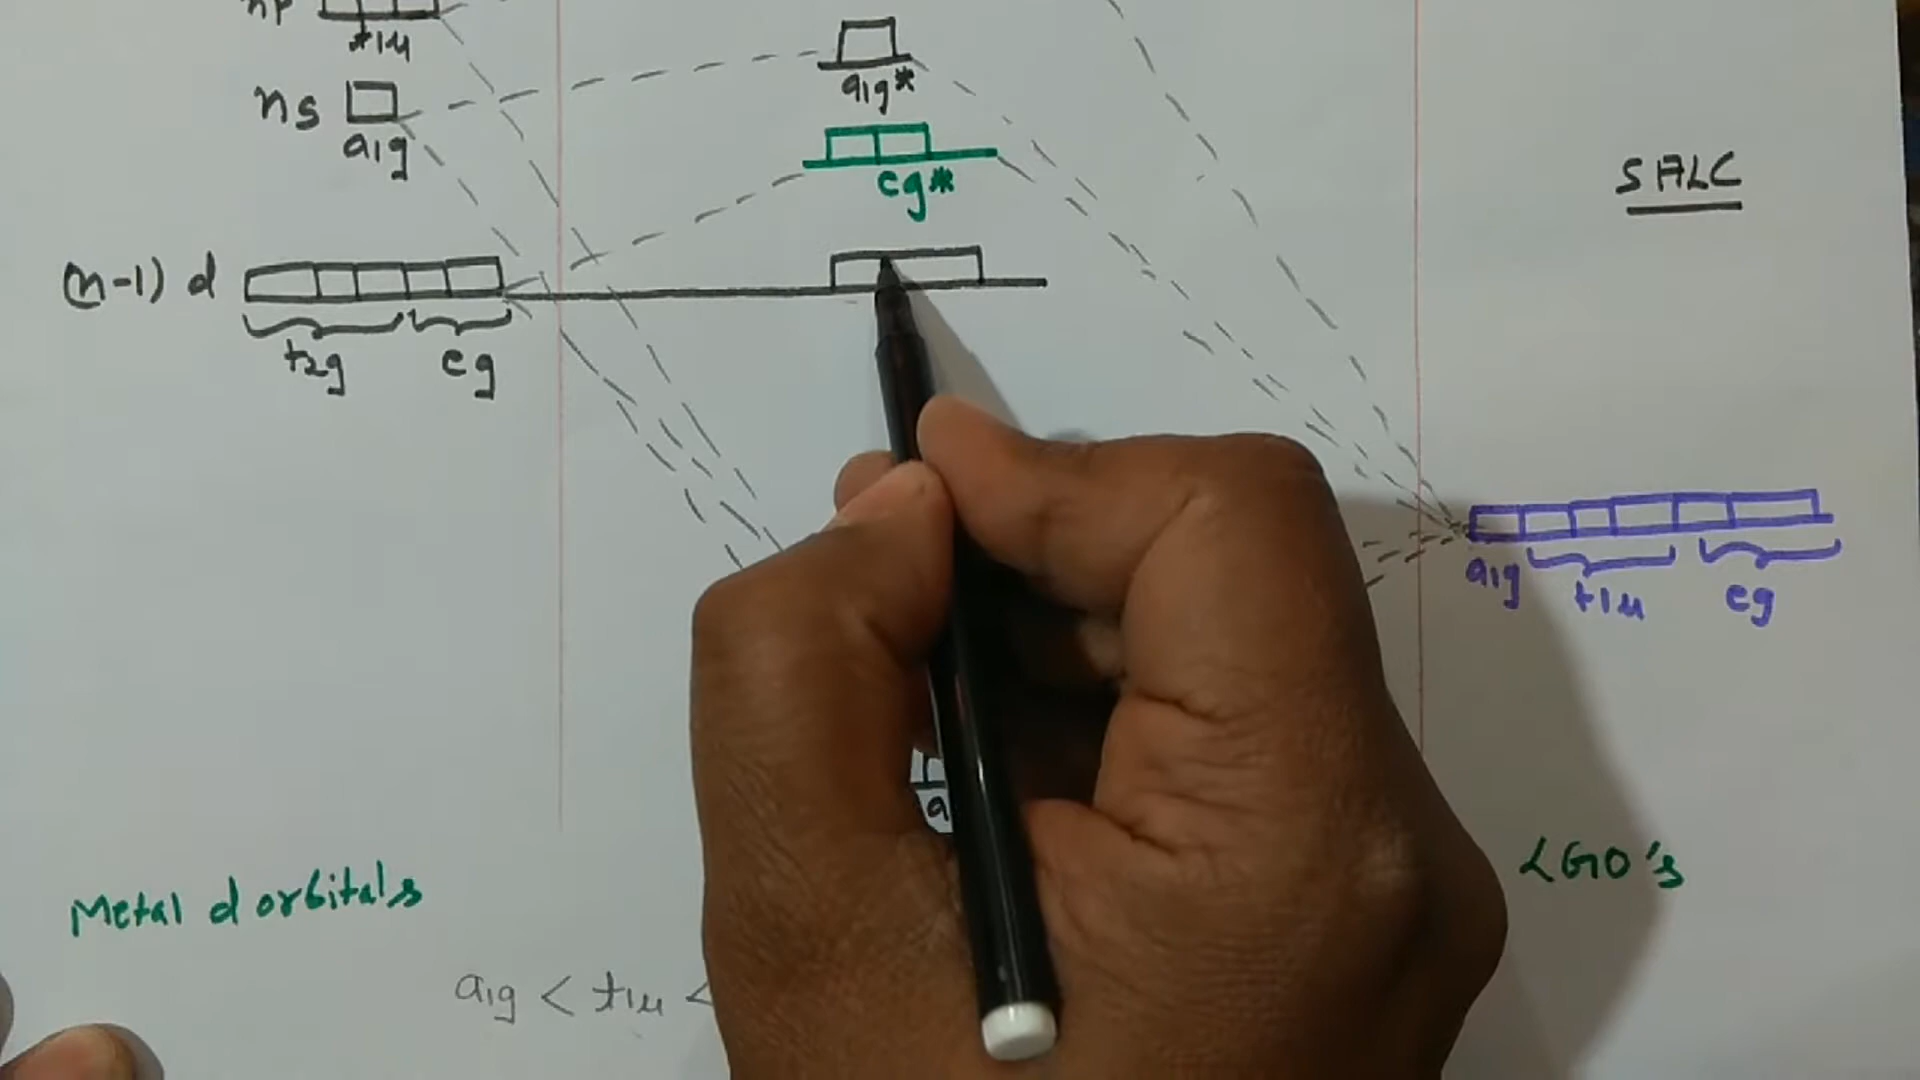 np
t1u
ns
a1g
a1g*
eg*
SALC
(n-1) d
t2g
eg
a1g
t1u
eg
a
LGO's
Metal d orbitals
a1g < t1u <